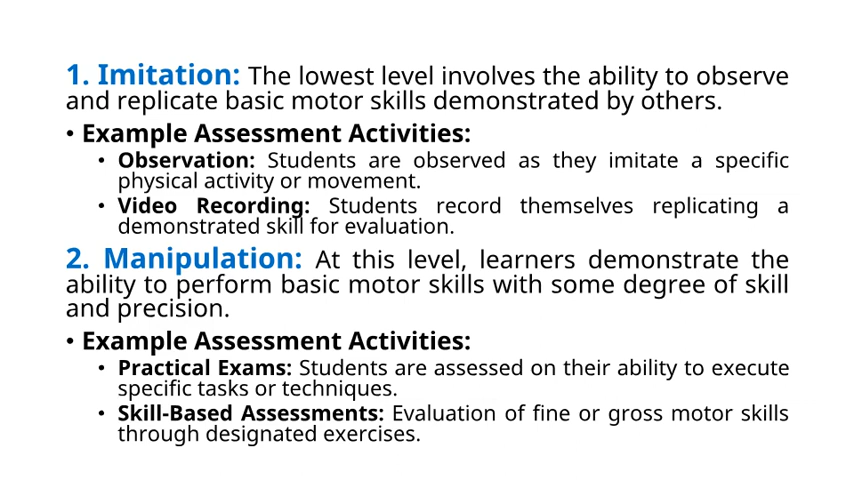 1. Imitation: The lowest level involves the ability to observe
and replicate basic motor skills demonstrated by others.
• Example Assessment Activities:
• Observation: Students are observed as they imitate a specific
physical activity or movement.
• Video Recording: Students record themselves replicating a
demonstrated skill for evaluation.
2. Manipulation: At this level, learners demonstrate the
ability to perform basic motor skills with some degree of skill
and precision.
• Example Assessment Activities:
• Practical Exams: Students are assessed on their ability to execute
specific tasks or techniques.
• Skill-Based Assessments: Evaluation of fine or gross motor skills
through designated exercises.